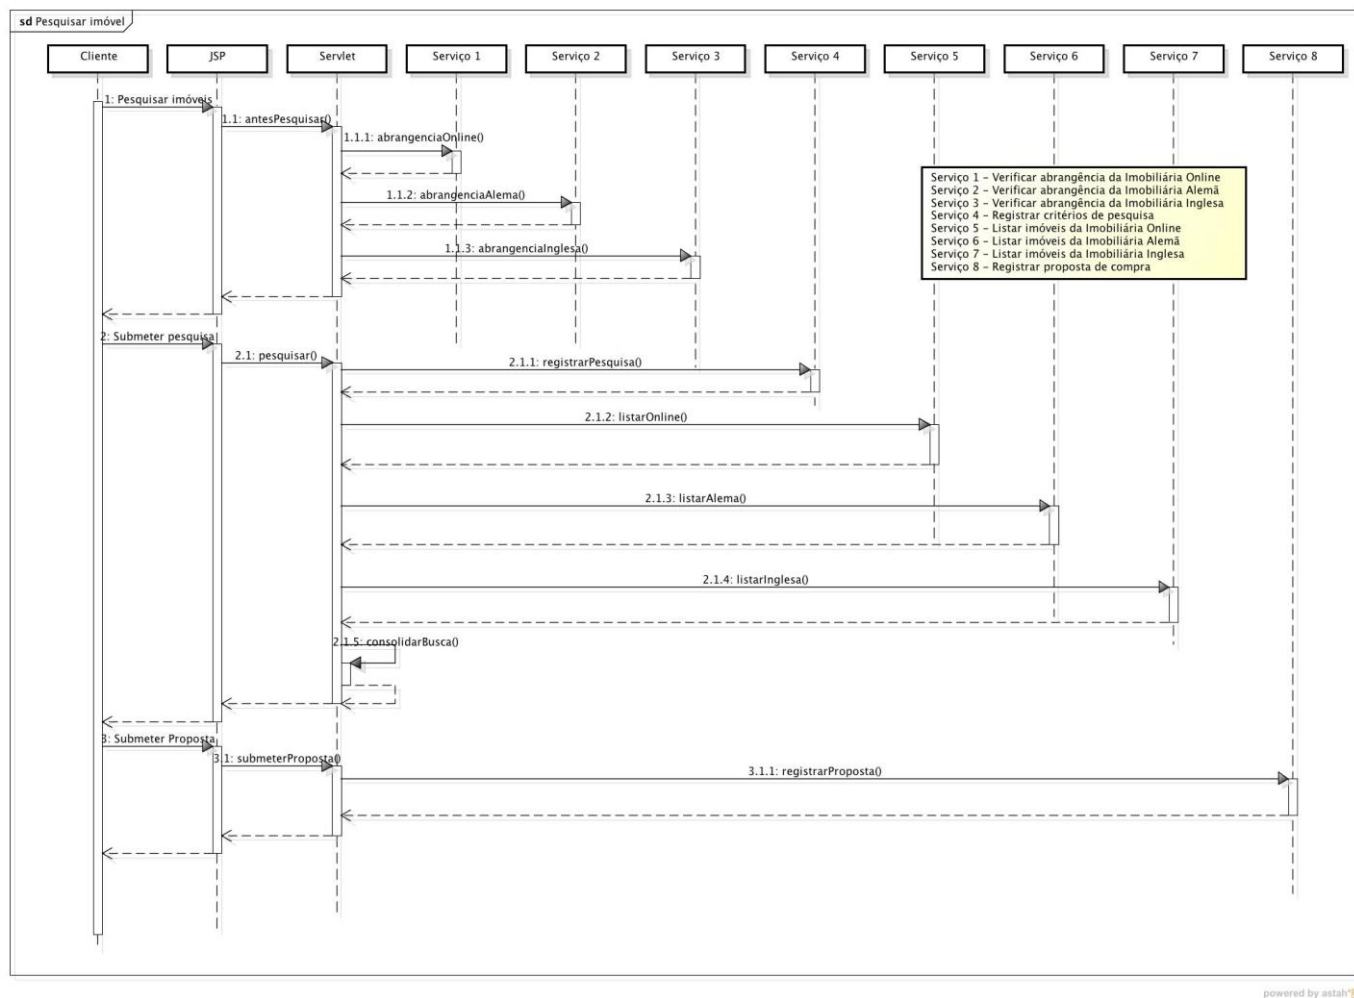 sd Pesquisar imóvel
Cliente
JSP
Servlet
Serviço 1
Serviço 2
Serviço 3
Serviço 4
Serviço 5
Serviço 6
Serviço 7
Serviço 8
1: Pesquisar imóveis
1.1: antesPesquisar()
1.1.1: abrangenciaOnline()
1.1.2: abrangenciaAlema()
1.1.3: abrangenciaInglesa()
Serviço 1 – Verificar abrangência da Imobiliária Online
Serviço 2 – Verificar abrangência da Imobiliária Alemã
Serviço 3 – Verificar abrangência da Imobiliária Inglesa
Serviço 4 – Registrar critérios de pesquisa
Serviço 5 – Listar imóveis da Imobiliária Online
Serviço 6 – Listar imóveis da Imobiliária Alemã
Serviço 7 – Listar imóveis da Imobiliária Inglesa
Serviço 8 – Registrar proposta de compra
2: Submeter pesquisa
2.1: pesquisar()
2.1.1: registrarPesquisa()
2.1.2: listarOnline()
2.1.3: listarAlema()
2.1.4: listarInglesa()
2.1.5: consolidarBusca()
3: Submeter Proposta
3.1: submeterProposta()
3.1.1: registrarProposta()
powered by astah*